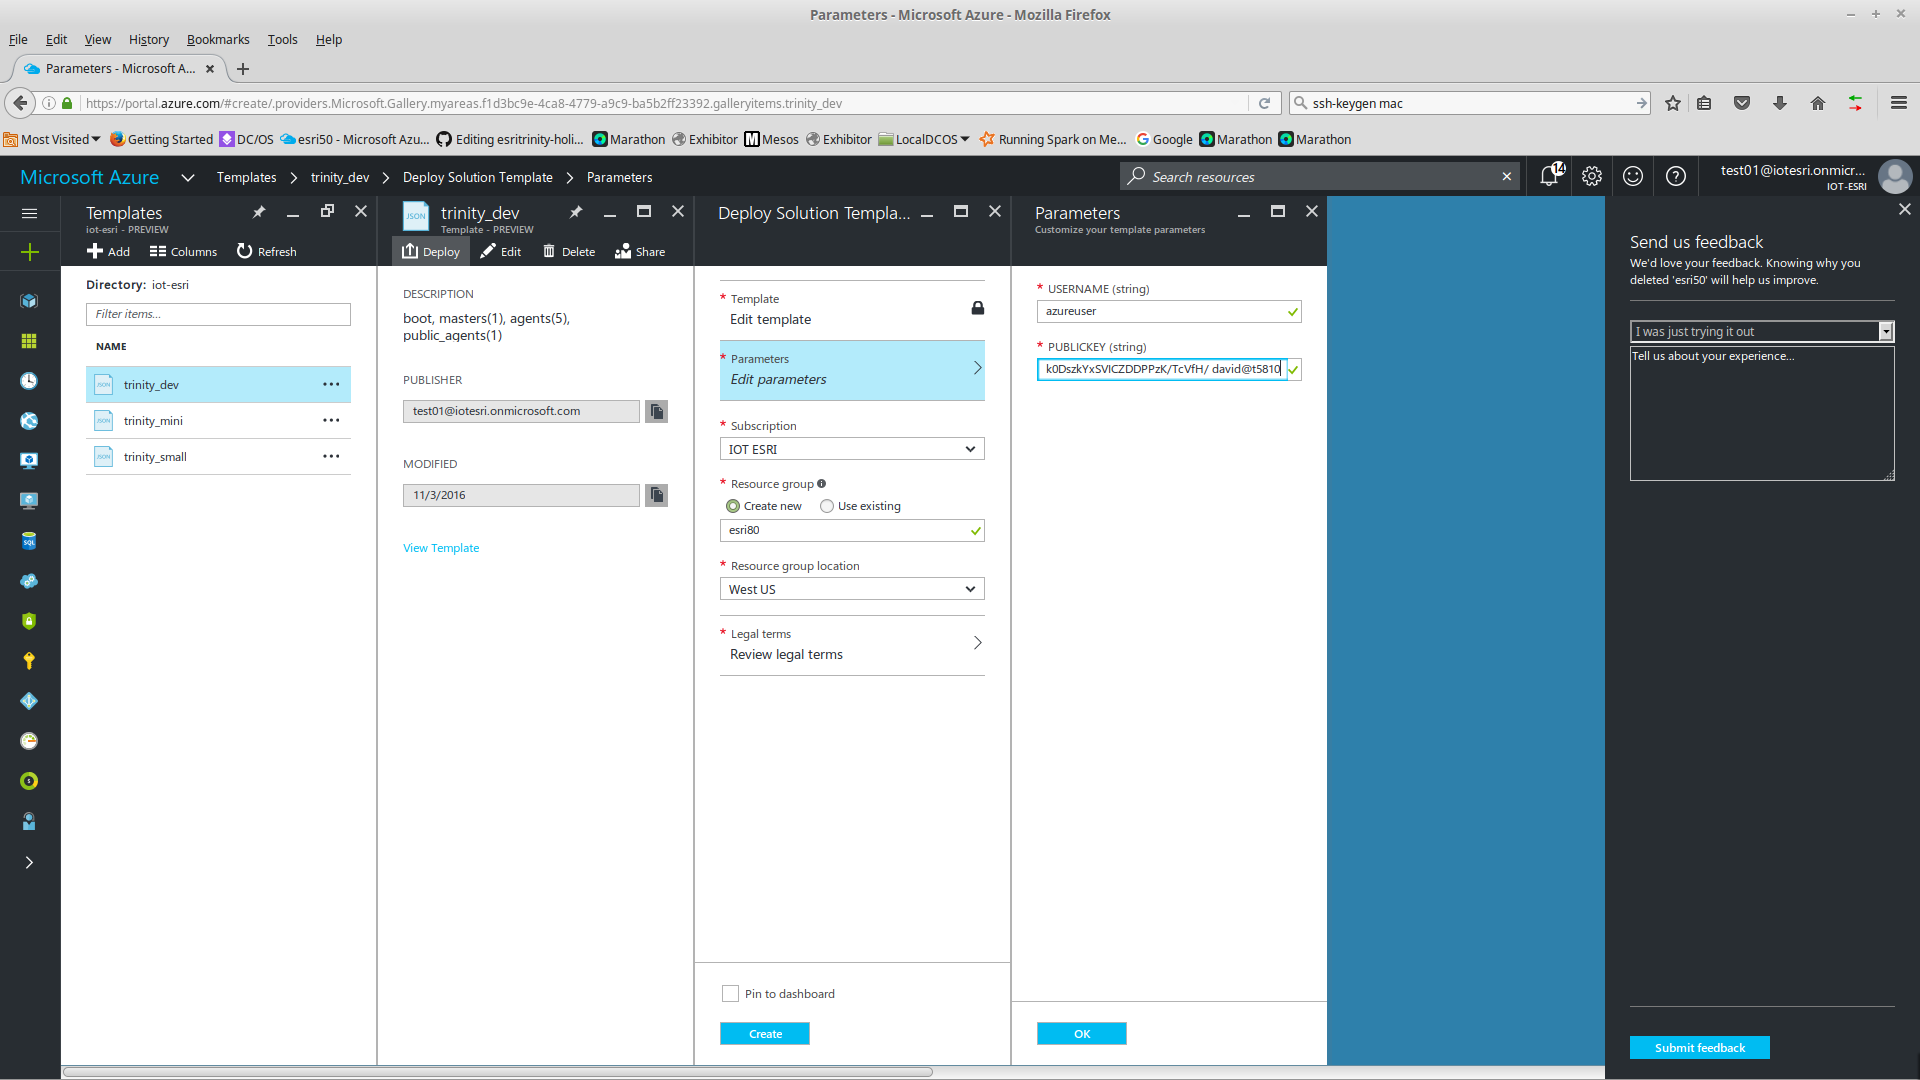 Parameters - Microsoft Azure - Mozilla Firefox
File Edit View History Bookmarks Tools Help
Parameters - Microsoft A...
https://portal.azure.com/#create/.providers.Microsoft.Gallery.myareas.f1d3bc9e-4ca8-4779-a9c9-ba5b2ff23392.galleryitems.trinity_dev
ssh-keygen mac
Most Visited Getting Started DC/OS esri50 - Microsoft Azu... Editing esritrinity-holi... Marathon Exhibitor Mesos Exhibitor LocalDCOS Running Spark on Me... Google Marathon Marathon
Microsoft Azure Templates > trinity_dev > Deploy Solution Template > Parameters
Search resources
14
test01@iotesri.onmicr...
IOT-ESRI
Templates
iot-esri - PREVIEW
Add Columns Refresh
Directory: iot-esri
Filter items...
NAME
trinity_dev
trinity_mini
trinity_small
trinity_dev
Template - PREVIEW
Deploy Edit Delete Share
DESCRIPTION
boot, masters(1), agents(5),
public_agents(1)
PUBLISHER
test01@iotesri.onmicrosoft.com
MODIFIED
11/3/2016
View Template
Deploy Solution Templa...
* Template
Edit template
* Parameters
Edit parameters
* Subscription
IOT ESRI
* Resource group
Create new Use existing
esri80
* Resource group location
West US
* Legal terms
Review legal terms
Pin to dashboard
Create
Parameters
Customize your template parameters
* USERNAME (string)
azureuser
* PUBLICKEY (string)
k0DszkYxSVICZDDPPzK/TcVfH/ david@t5810
OK
Send us feedback
We'd love your feedback. Knowing why you
deleted 'esri50' will help us improve.
I was just trying it out
Tell us about your experience...
Submit feedback